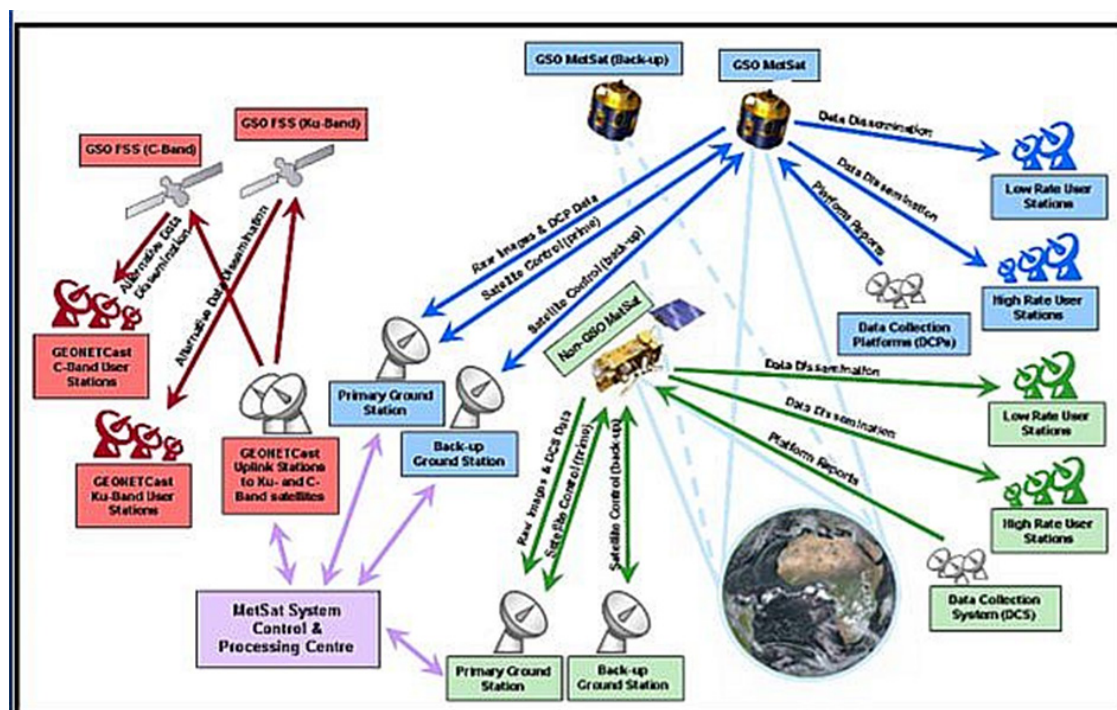 GSO MetSat (Back-up)
GSO MetSat
GSO FSS (Ku-Band)
GSO FSS (C-Band)
Data Dissemination
Low Rate User
Stations
Data Dissemination
Platforms Reports
High Rate User
Stations
Data Collection
Platforms (DCPs)
Raw Images & DCP Data
Satellite Control (prime)
Satellite Control (back-up)
Alternative Data
Dissemination
Alternative Data Dissemination
GEONETCast
C-Band User
Stations
GEONETCast
Ku-Band User
Stations
GEONETCast
Uplink Stations
to Ku- and C-
Band satellites
Primary Ground
Station
Back-up
Ground Station
Non-GSO MetSat
Data Dissemination
Low Rate User
Stations
Data Dissemination
Platform Reports
High Rate User
Stations
Data Collection
System (DCS)
Raw Images & DCS Data
Satellite Control (prime)
Satellite Control (back-up)
MetSat System
Control &
Processing Centre
Primary Ground
Station
Back-up
Ground Station